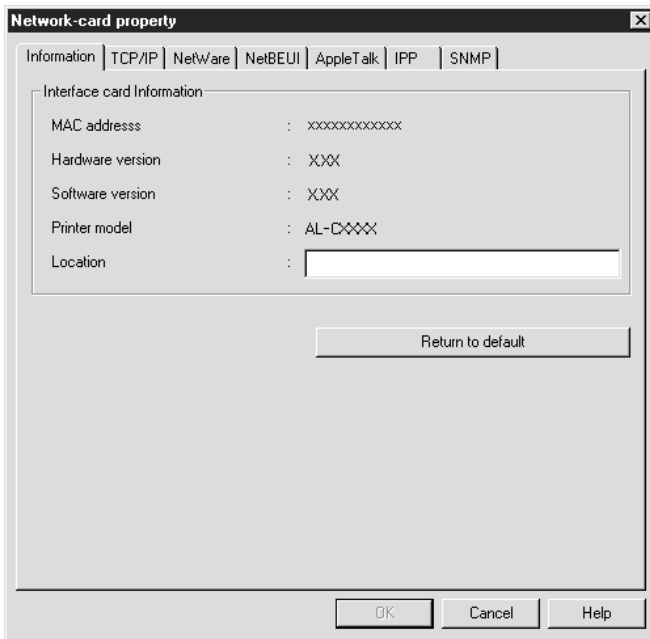 Network-card property
Information TCP/IP NetWare NetBEUI AppleTalk IPP SNMP
Interface card Information
MAC addresss : xxxxxxxxxxxx
Hardware version : XXX
Software version : XXX
Printer model : AL-CXXXX
Location :
Return to default
OK Cancel Help